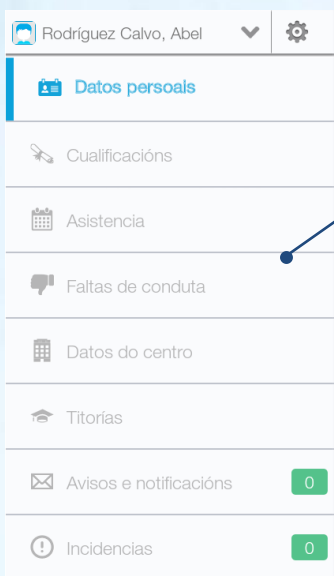 Rodríguez Calvo, Abel
Datos persoais
Cualificacións
Asistencia
Faltas de conduta
Datos do centro
Titorías
Avisos e notificacións 0
Incidencias 0